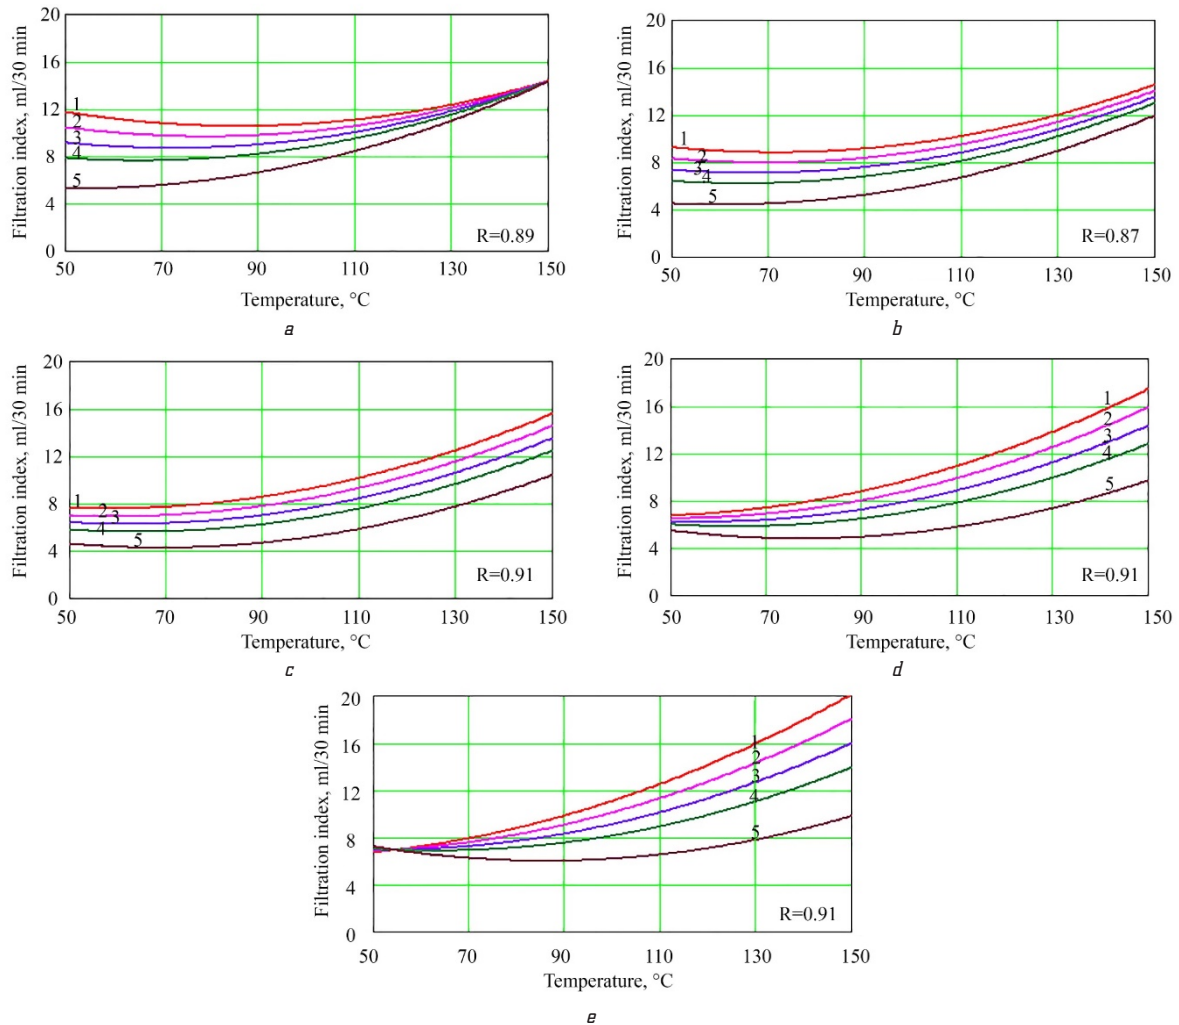 20
16
12
8
4
0
Filtration index, ml/30 min
1
2
3
4
5
R=0.89
50 70 90 110 130 150
Temperature, °C
a
20
16
12
8
4
0
Filtration index, ml/30 min
1
2
3
4
5
R=0.87
50 70 90 110 130 150
Temperature, °C
b
20
16
12
8
4
0
Filtration index, ml/30 min
1
2
3
4
5
R=0.91
50 70 90 110 130 150
Temperature, °C
c
20
16
12
8
4
0
Filtration index, ml/30 min
1
2
3
4
5
R=0.91
50 70 90 110 130 150
Temperature, °C
d
20
16
12
8
4
0
Filtration index, ml/30 min
1
2
3
4
5
R=0.91
50 70 90 110 130 150
Temperature, °C
e